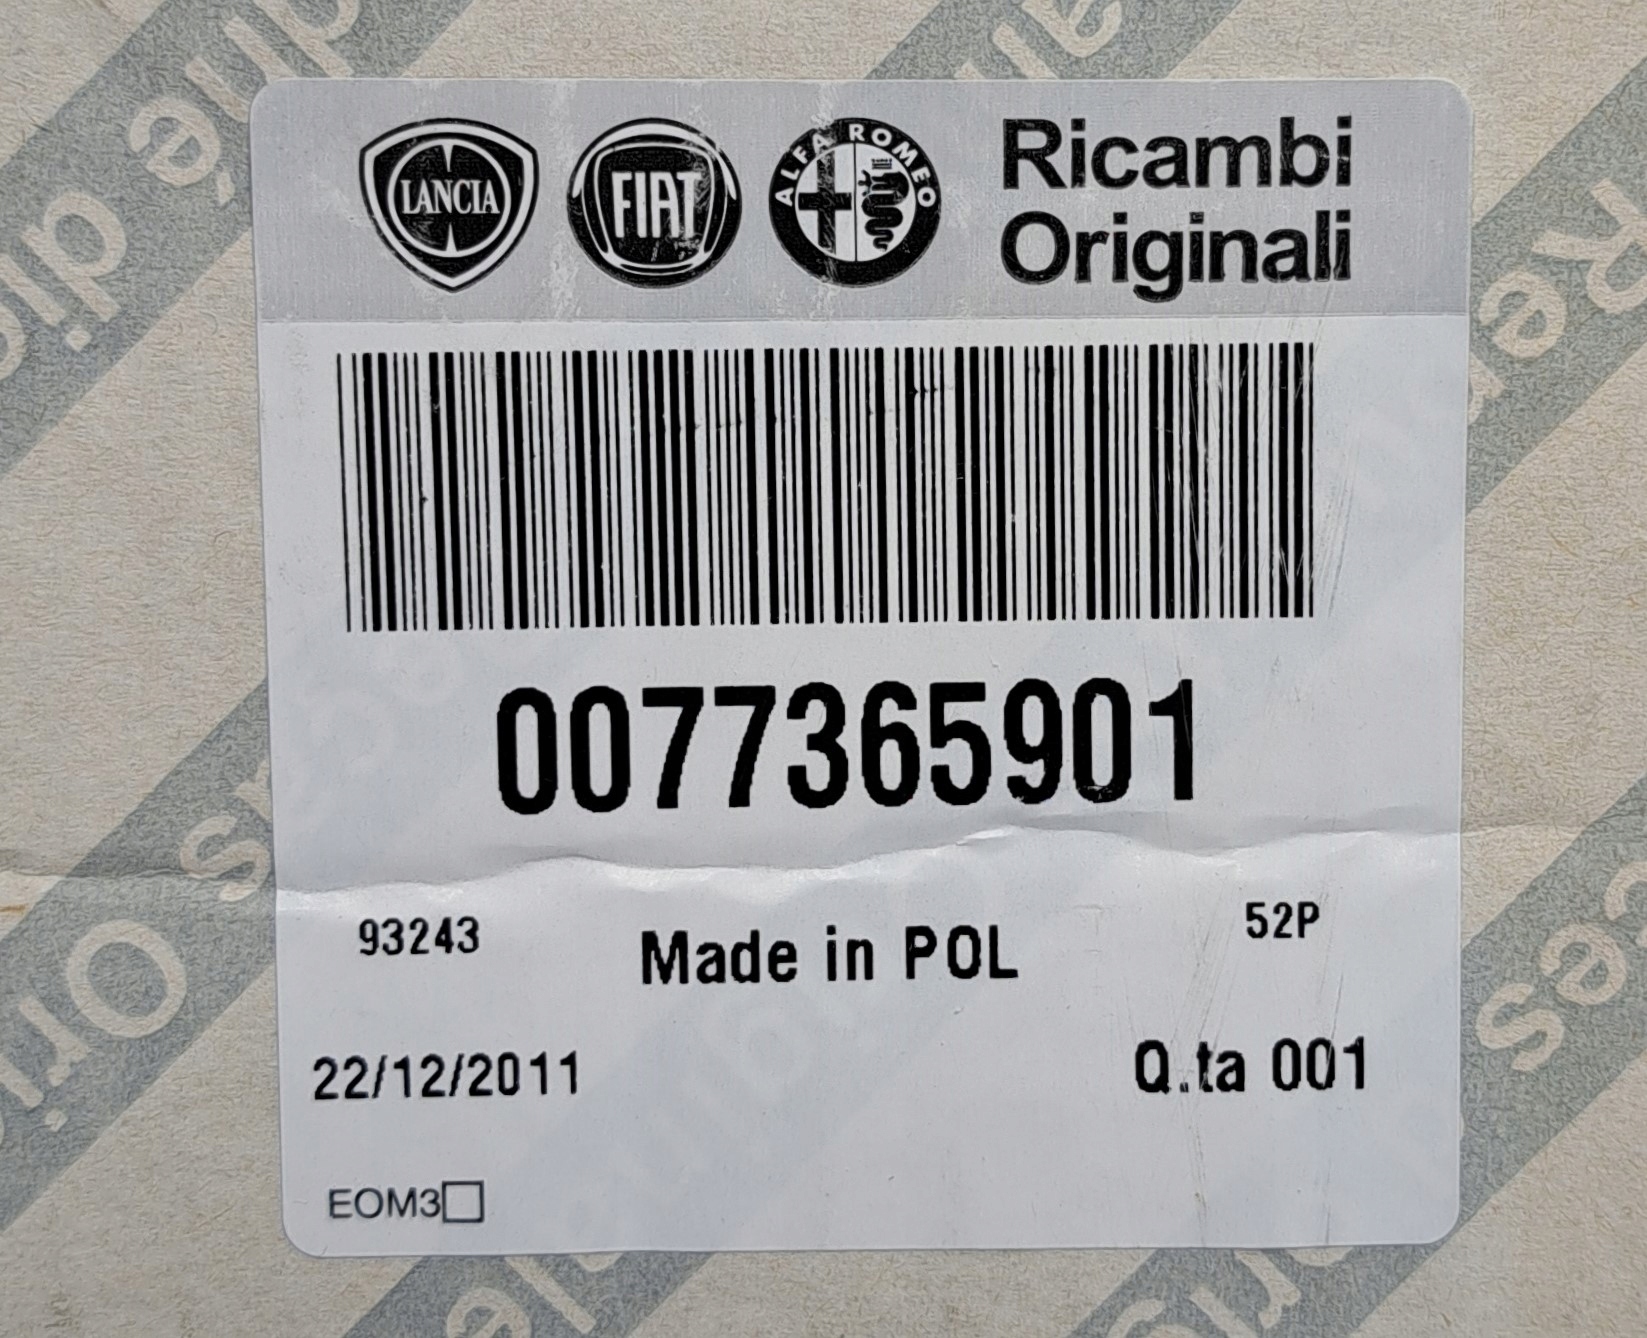 LANCIA
FIAT
ALFA ROMEO
Ricambi
Originali
0077365901
93243
Made in POL
52P
22/12/2011
Q.ta 001
EOM3